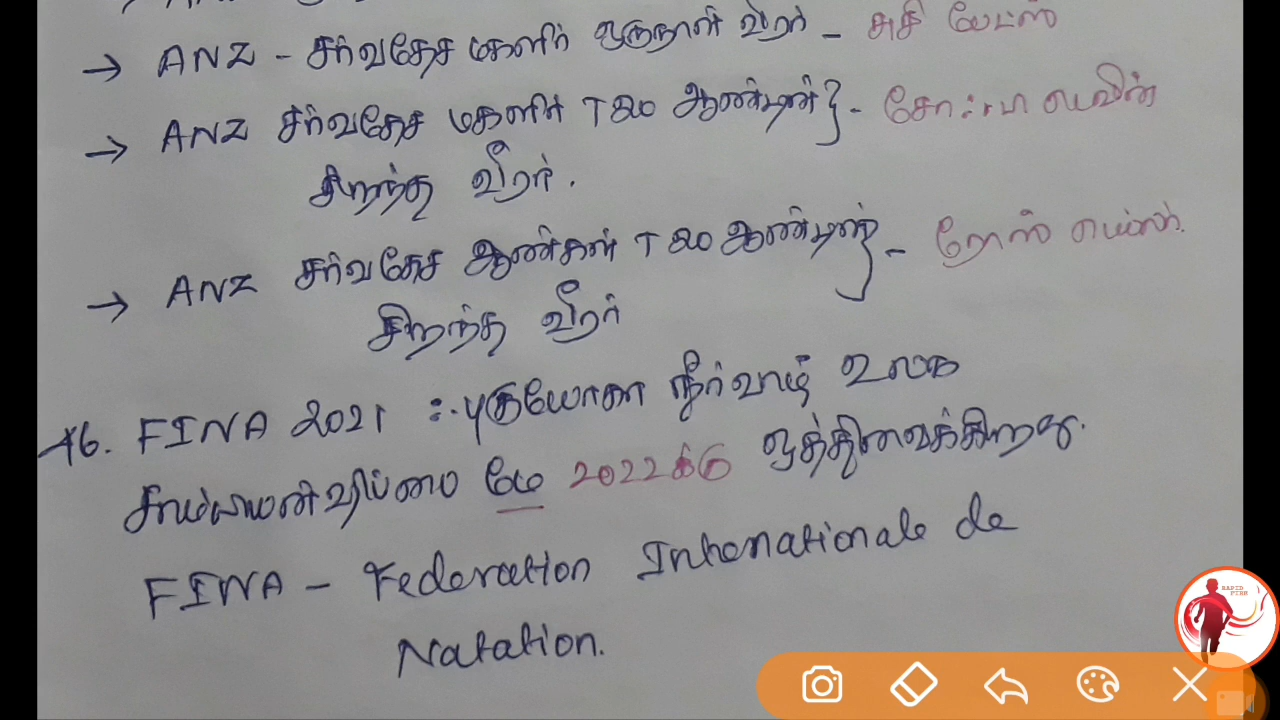 → ANZ - சர்வதேச மகளிர் ஒருநாள் வீரர் - சுசி பேட்ஸ்
→ ANZ சர்வதேச மகளிர் T20 ஆண்டின் } - சோஃபி டெவின்
சிறந்த வீரர்.
→ ANZ சர்வதேச ஆண்கள் T20 ஆண்டின் } - ரோஸ் டெய்லர்.
சிறந்த வீரர்
46. FINA 2021 ஃபுகுயோகா நீர்வாழ் உலக
சாம்பியன்ஷிப்பை மே 2022க்கு ஒத்திவைக்கிறது.
FINA - Federation Internationale de
Natation.
RAPID